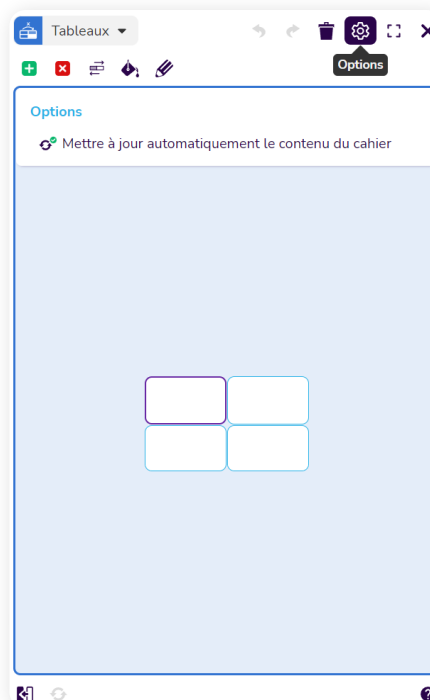 Tableaux
Options
Options
Mettre à jour automatiquement le contenu du cahier